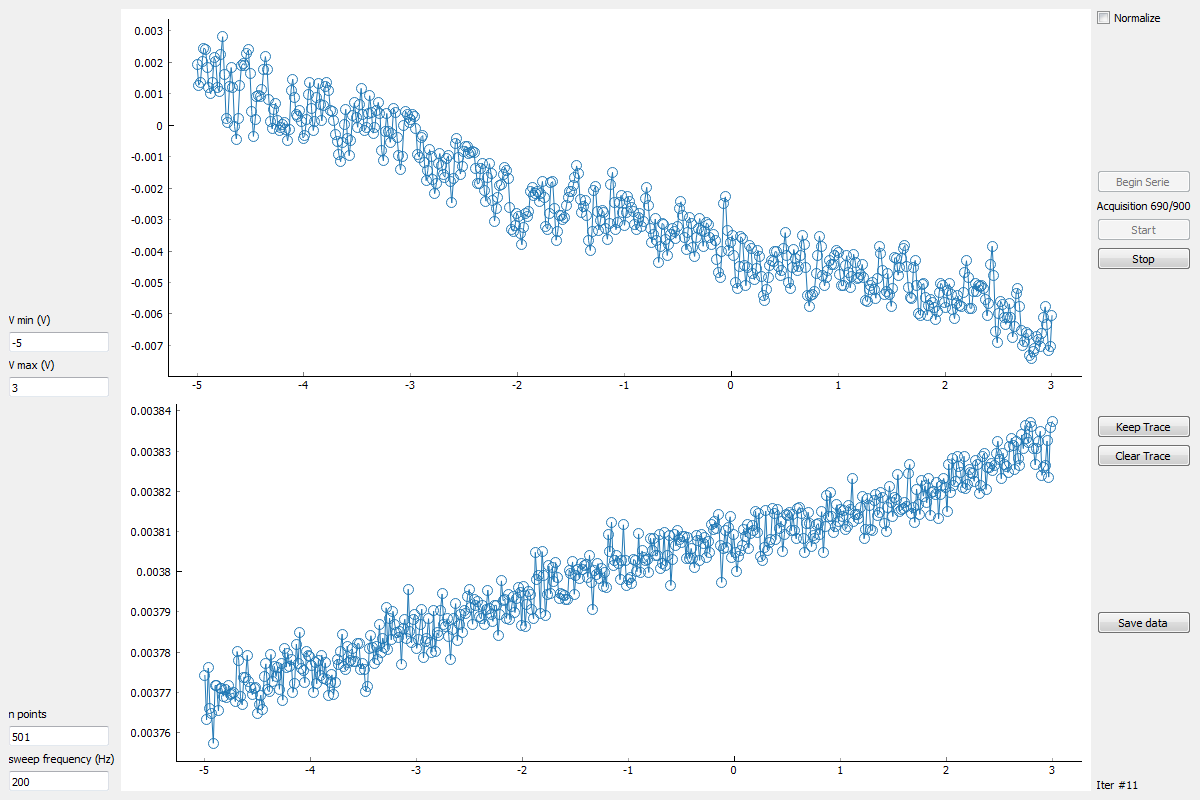 Normalize
0.003
0.002
0.001
0
-0.001
-0.002
-0.003
-0.004
-0.005
-0.006
-0.007
-5 -4 -3 -2 -1 0 1 2 3
Begin Serie
Acquisition 690/900
Start
Stop
V min (V)
-5
V max (V)
3
0.00384
0.00383
0.00382
0.00381
0.0038
0.00379
0.00378
0.00377
0.00376
-5 -4 -3 -2 -1 0 1 2 3
Keep Trace
Clear Trace
Save data
n points
501
sweep frequency (Hz)
200
Iter #11